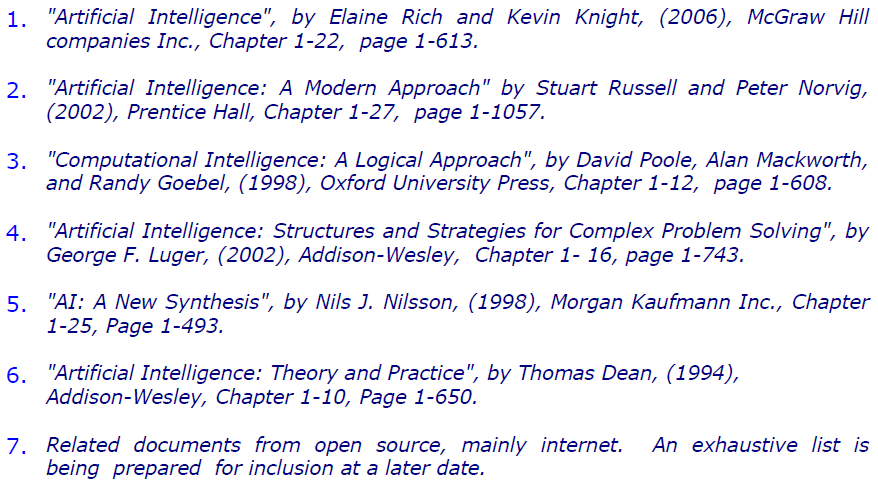 1. "Artificial Intelligence", by Elaine Rich and Kevin Knight, (2006), McGraw Hill
companies Inc., Chapter 1-22, page 1-613.
2. "Artificial Intelligence: A Modern Approach" by Stuart Russell and Peter Norvig,
(2002), Prentice Hall, Chapter 1-27, page 1-1057.
3. "Computational Intelligence: A Logical Approach", by David Poole, Alan Mackworth,
and Randy Goebel, (1998), Oxford University Press, Chapter 1-12, page 1-608.
4. "Artificial Intelligence: Structures and Strategies for Complex Problem Solving", by
George F. Luger, (2002), Addison-Wesley, Chapter 1- 16, page 1-743.
5. "AI: A New Synthesis", by Nils J. Nilsson, (1998), Morgan Kaufmann Inc., Chapter
1-25, Page 1-493.
6. "Artificial Intelligence: Theory and Practice", by Thomas Dean, (1994),
Addison-Wesley, Chapter 1-10, Page 1-650.
7. Related documents from open source, mainly internet. An exhaustive list is
being prepared for inclusion at a later date.